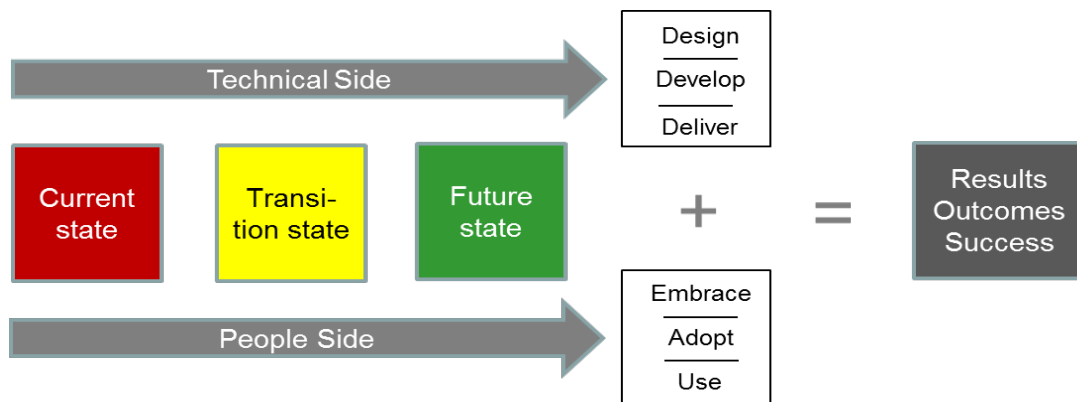 Technical Side
Design
Develop
Deliver
Current
state
Transi-
tion state
Future
state
+
=
Results
Outcomes
Success
People Side
Embrace
Adopt
Use